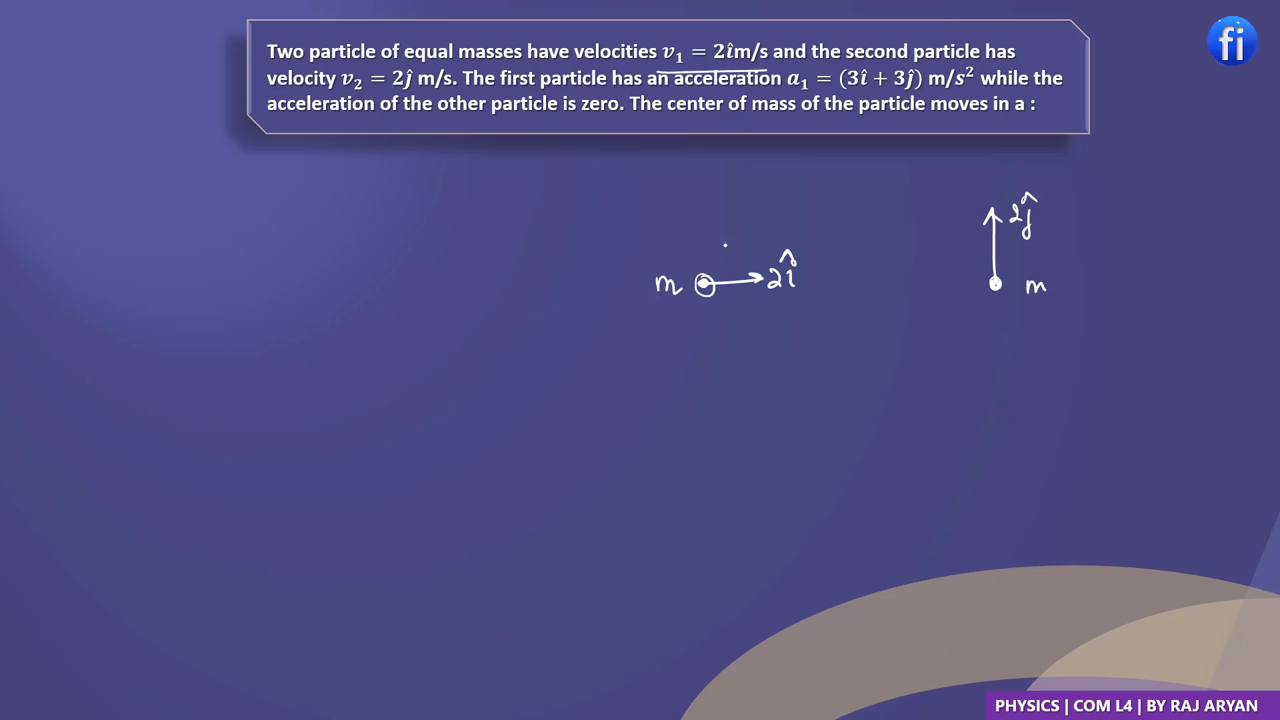 fi
Two particle of equal masses have velocities 𝒗₁ = 2î m/s and the second particle has
velocity 𝒗₂ = 2ĵ m/s. The first particle has an acceleration 𝒂₁ = (3î + 3ĵ) m/s² while the
acceleration of the other particle is zero. The center of mass of the particle moves in a :
2ĵ
m 2î
m
PHYSICS | COM L4 | BY RAJ ARYAN